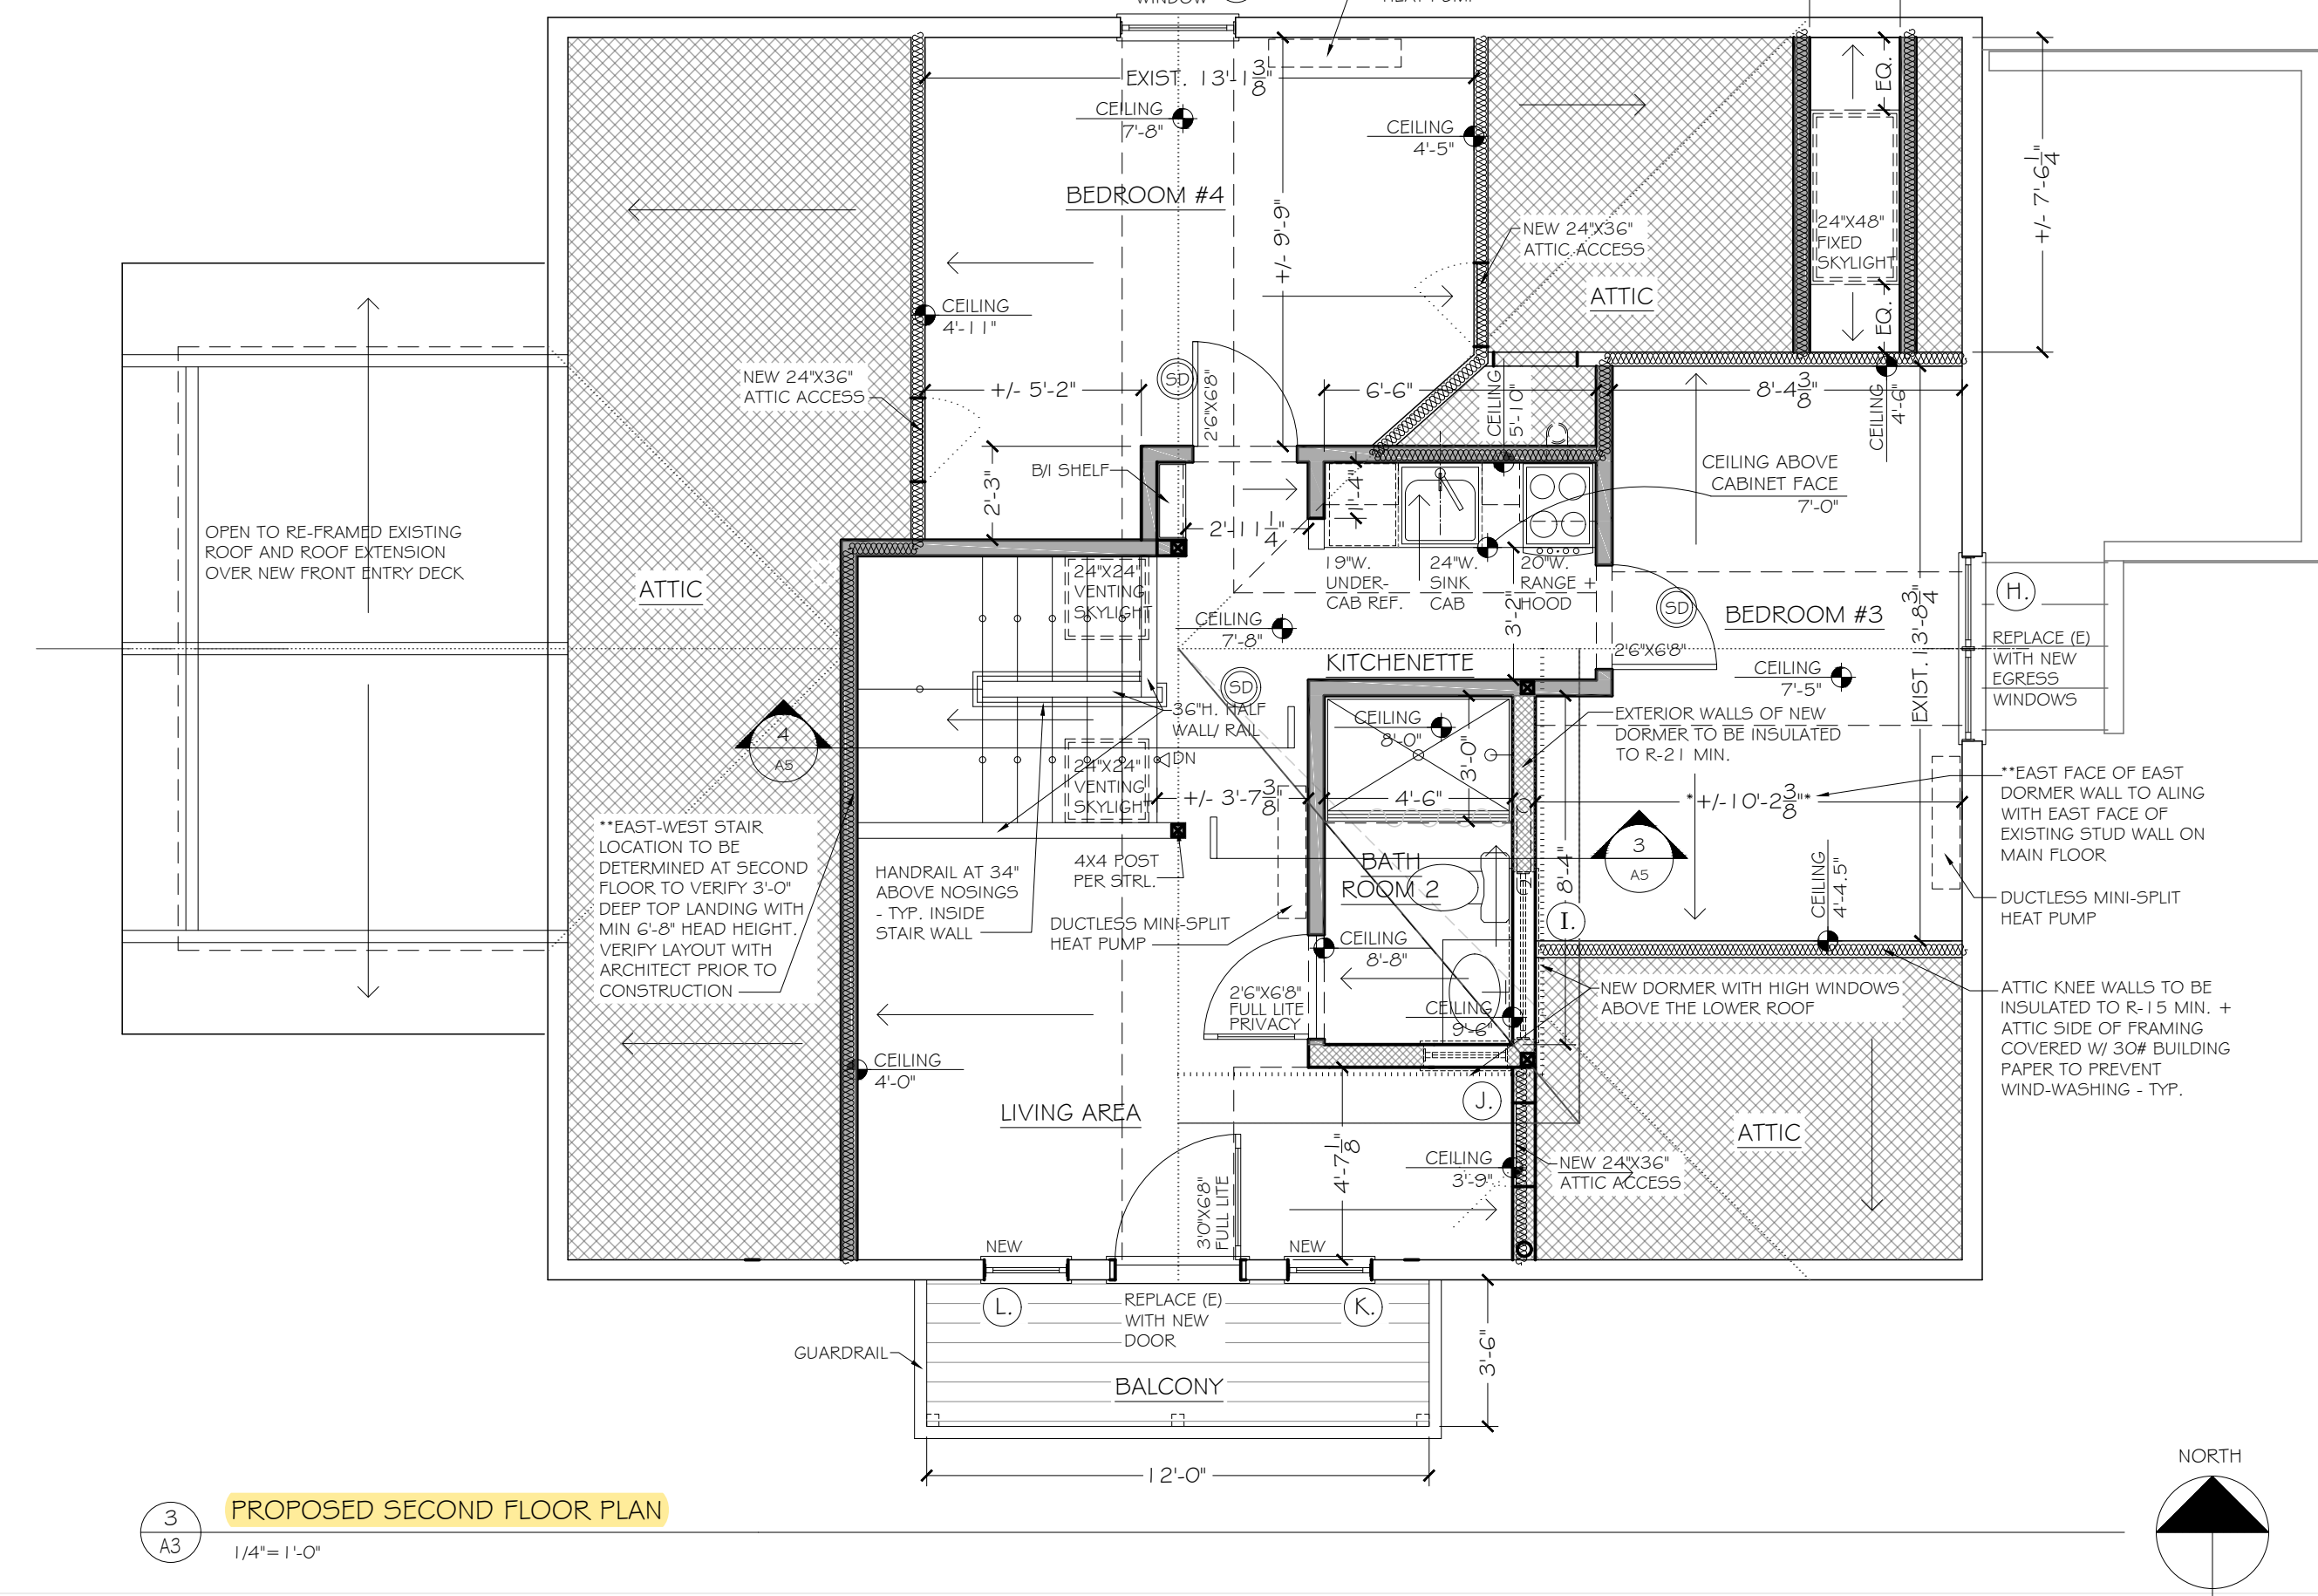 WINDOW
EXIST. 13'-1 3/8"
CEILING
7'-8"
CEILING
4'-5"
BEDROOM #4
+/- 9'-9"
NEW 24"X36"
ATTIC ACCESS
ATTIC
EQ.
24"X48"
FIXED
SKYLIGHT
EQ.
+/- 7'-6 1/4"
CEILING
4'-11"
NEW 24"X36"
ATTIC ACCESS
+/- 5'-2"
SD
2'6"X6'8"
6'-6"
CEILING
5'-10"
8'-4 3/8"
CEILING
4'-6"
B/I SHELF
2'-3"
2'-11 1/4"
1'-4"
CEILING ABOVE
CABINET FACE
7'-0"
OPEN TO RE-FRAMED EXISTING
ROOF AND ROOF EXTENSION
OVER NEW FRONT ENTRY DECK
ATTIC
24"X24"
VENTING
SKYLIGHT
19"W.
UNDER-
CAB REF.
24"W.
SINK
CAB
20"W.
RANGE +
HOOD
3'-2"
CEILING
7'-8"
KITCHENETTE
SD
2'6"X6'8"
SD
BEDROOM #3
CEILING
7'-5"
EXIST. 13'-8 3/4"
H.
REPLACE (E)
WITH NEW
EGRESS
WINDOWS
36"H. HALF
WALL/ RAIL
4
A5
DN
24"X24"
VENTING
SKYLIGHT
+/- 3'-7 3/8"
CEILING
8'-0"
3'-0"
4'-6"
EXTERIOR WALLS OF NEW
DORMER TO BE INSULATED
TO R-21 MIN.
*+/-10'-2 3/8"*
**EAST FACE OF EAST
DORMER WALL TO ALING
WITH EAST FACE OF
EXISTING STUD WALL ON
MAIN FLOOR
**EAST-WEST STAIR
LOCATION TO BE
DETERMINED AT SECOND
FLOOR TO VERIFY 3'-0"
DEEP TOP LANDING WITH
MIN 6'-8" HEAD HEIGHT.
VERIFY LAYOUT WITH
ARCHITECT PRIOR TO
CONSTRUCTION
HANDRAIL AT 34"
ABOVE NOSINGS
- TYP. INSIDE
STAIR WALL
4X4 POST
PER STRL.
BATH
ROOM 2
8'-4"
3
A5
CEILING
4'-4.5"
DUCTLESS MINI-SPLIT
HEAT PUMP
DUCTLESS MINI-SPLIT
HEAT PUMP
I.
CEILING
8'-8"
2'6"X6'8"
FULL LITE
PRIVACY
CEILING
9'-6"
NEW DORMER WITH HIGH WINDOWS
ABOVE THE LOWER ROOF
ATTIC KNEE WALLS TO BE
INSULATED TO R-15 MIN. +
ATTIC SIDE OF FRAMING
COVERED W/ 30# BUILDING
PAPER TO PREVENT
WIND-WASHING - TYP.
CEILING
4'-0"
LIVING AREA
J.
4'-7 1/8"
CEILING
3'-9"
NEW 24"X36"
ATTIC ACCESS
ATTIC
3'0"X6'8"
FULL LITE
NEW
NEW
L.
REPLACE (E)
WITH NEW
DOOR
K.
GUARDRAIL
BALCONY
3'-6"
12'-0"
3
A3
PROPOSED SECOND FLOOR PLAN
1/4"=1'-0"
NORTH